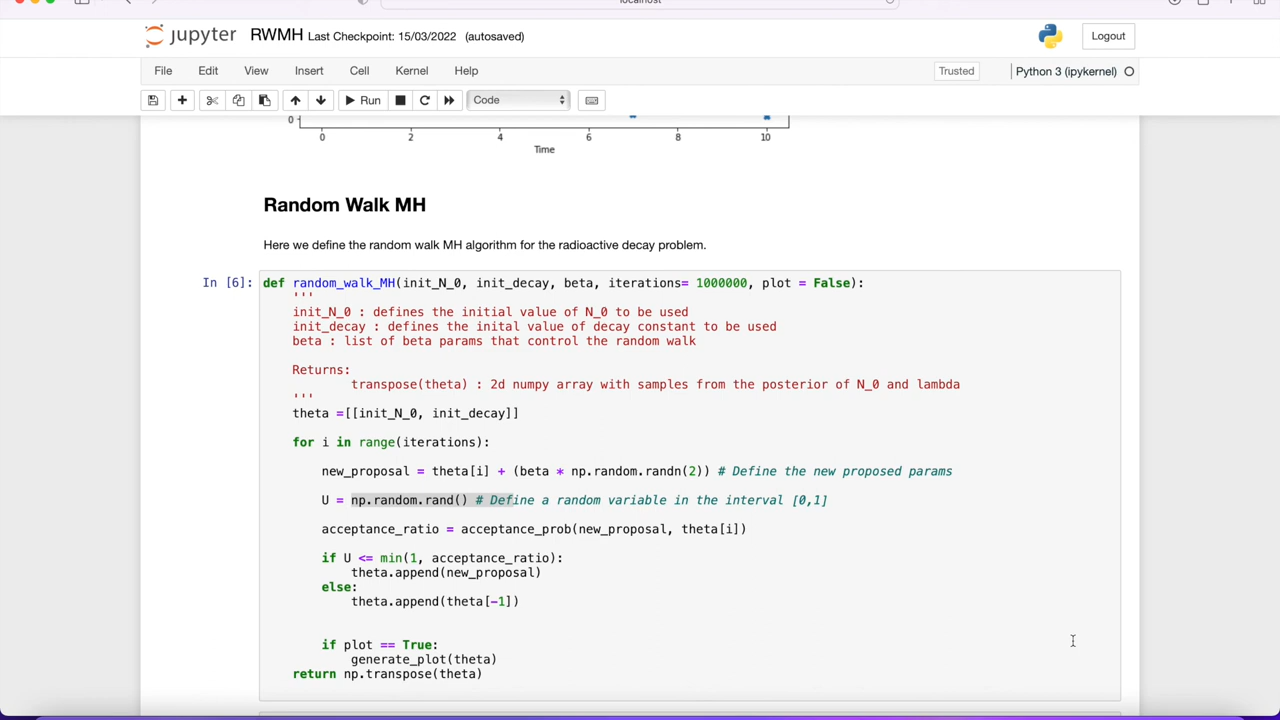 localhost
jupyter RWMH Last Checkpoint: 15/03/2022 (autosaved)
Logout
File Edit View Insert Cell Kernel Help
Trusted
Python 3 (ipykernel)
Run
Code
0
0 2 4 6 8 10
Time
Random Walk MH
Here we define the random walk MH algorithm for the radioactive decay problem.
In [6]: def random_walk_MH(init_N_0, init_decay, beta, iterations= 1000000, plot = False):
'''
init_N_0 : defines the initial value of N_0 to be used
init_decay : defines the inital value of decay constant to be used
beta : list of beta params that control the random walk
Returns:
transpose(theta) : 2d numpy array with samples from the posterior of N_0 and lambda
'''
theta =[[init_N_0, init_decay]]
for i in range(iterations):
new_proposal = theta[i] + (beta * np.random.randn(2)) # Define the new proposed params
U = np.random.rand() # Define a random variable in the interval [0,1]
acceptance_ratio = acceptance_prob(new_proposal, theta[i])
if U <= min(1, acceptance_ratio):
theta.append(new_proposal)
else:
theta.append(theta[-1])
if plot == True:
generate_plot(theta)
return np.transpose(theta)